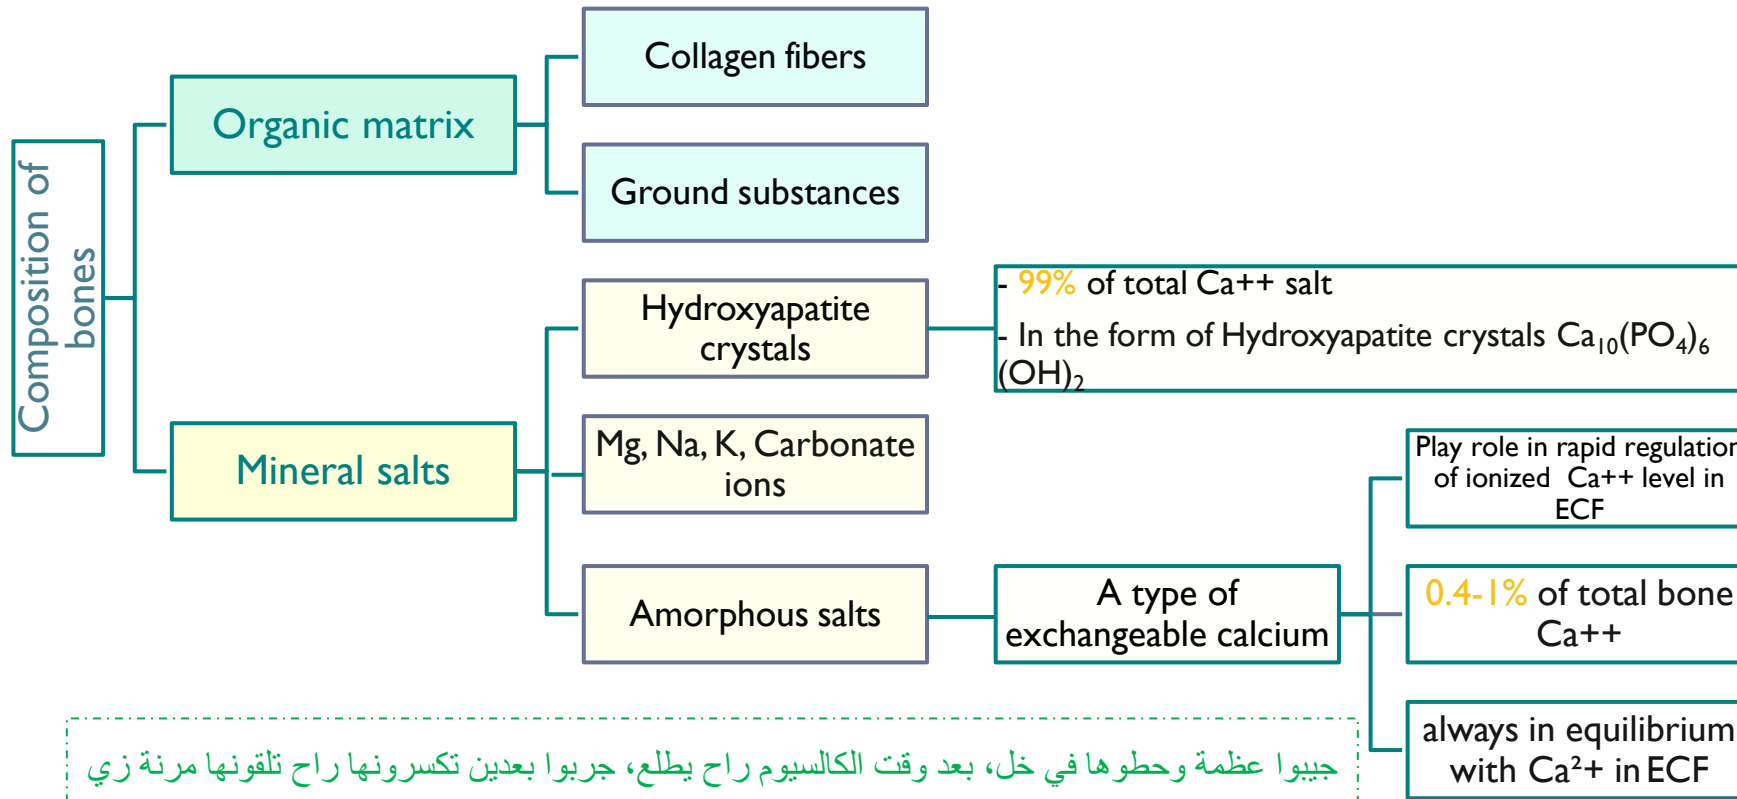 Composition of
bones
Organic matrix
Collagen fibers
Ground substances
Mineral salts
Hydroxyapatite
crystals
- 99% of total Ca++ salt
- In the form of Hydroxyapatite crystals Ca₁₀(PO₄)₆
(OH)₂
Mg, Na, K, Carbonate
ions
Amorphous salts
A type of
exchangeable calcium
Play role in rapid regulation
of ionized Ca++ level in
ECF
0.4-1% of total bone
Ca++
always in equilibrium
with Ca²+ in ECF
جيبوا عظمة وحطوها في خل، بعد وقت الكالسيوم راح يطلع، جربوا بعدين تكسرونها راح تلقونها مرنة زي